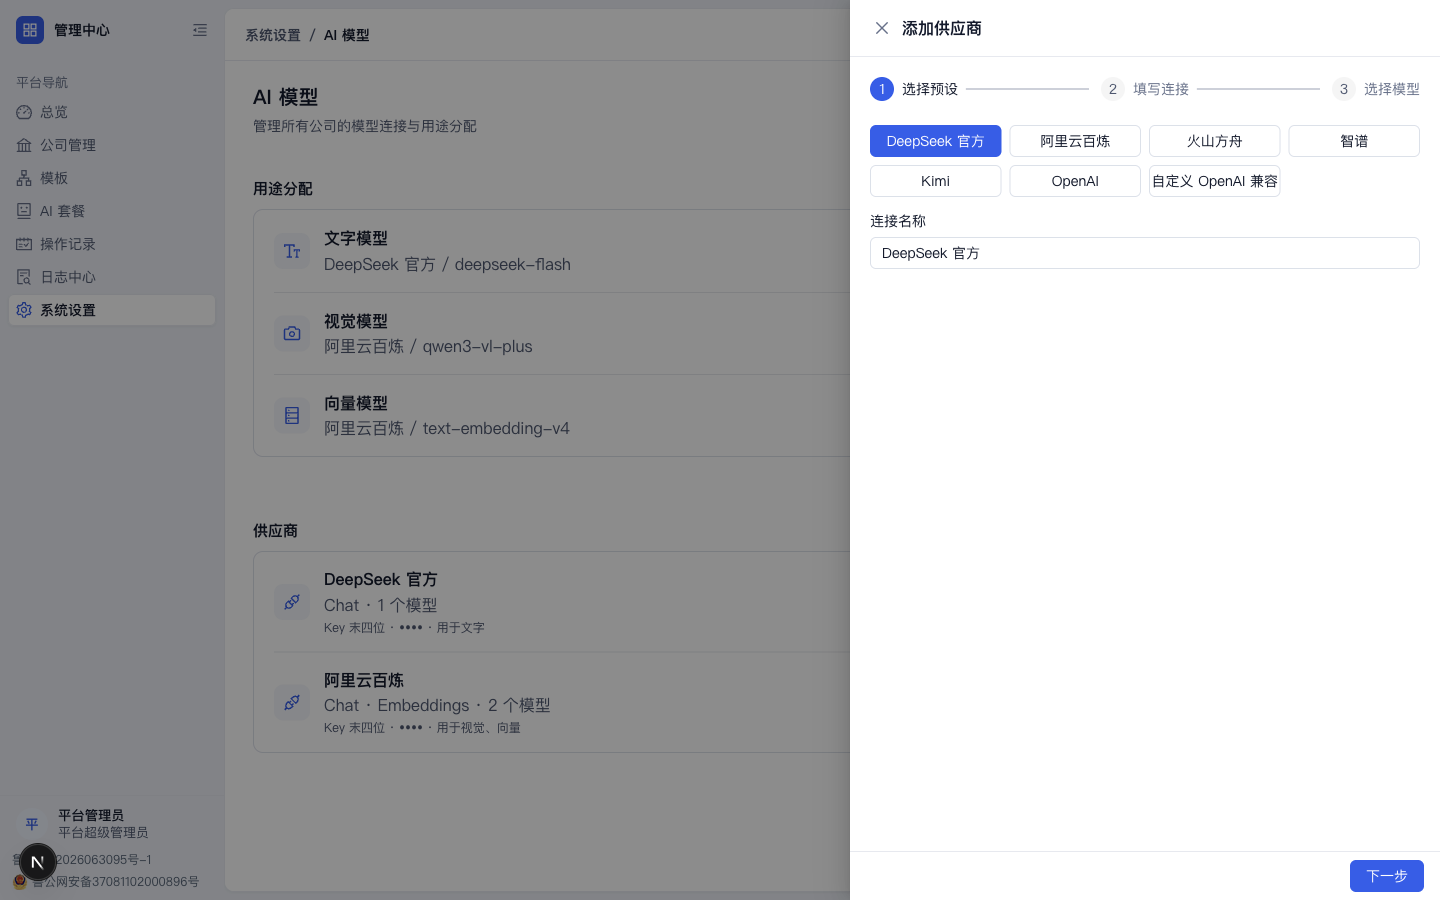 管理中心
平台导航
总览
公司管理
模板
AI 套餐
操作记录
日志中心
系统设置
平
平台管理员
平台超级管理员
2026063095号-1
N
公网安备37081102000896号
系统设置 / AI 模型
AI 模型
管理所有公司的模型连接与用途分配
用途分配
文字模型
DeepSeek 官方 / deepseek-flash
视觉模型
阿里云百炼 / qwen3-vl-plus
向量模型
阿里云百炼 / text-embedding-v4
供应商
DeepSeek 官方
Chat · 1 个模型
Key 末四位 · •••• · 用于文字
阿里云百炼
Chat · Embeddings · 2 个模型
Key 末四位 · •••• · 用于视觉、向量
添加供应商
1 选择预设
2 填写连接
3 选择模型
DeepSeek 官方
阿里云百炼
火山方舟
智谱
Kimi
OpenAI
自定义 OpenAI 兼容
连接名称
DeepSeek 官方
下一步